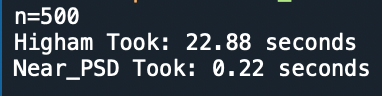 n=500
Higham Took: 22.88 seconds
Near_PSD Took: 0.22 seconds